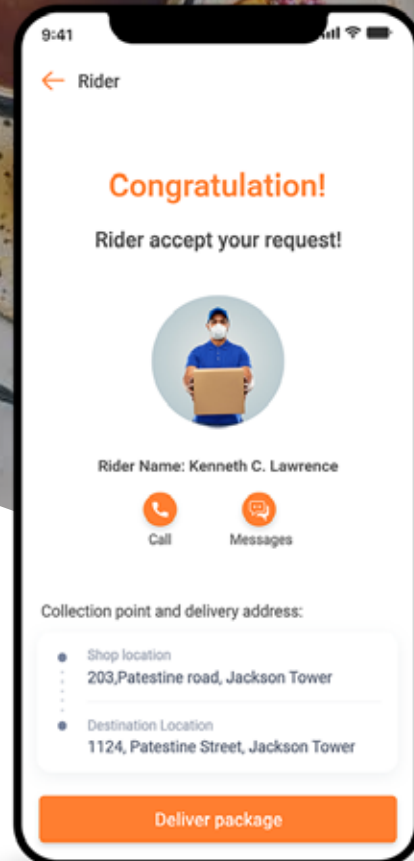 9:41
Rider
Congratulation!
Rider accept your request!
Rider Name: Kenneth C. Lawrence
Call
Messages
Collection point and delivery address:
Shop location
203,Patestine road, Jackson Tower
Destination Location
1124, Patestine Street, Jackson Tower
Deliver package